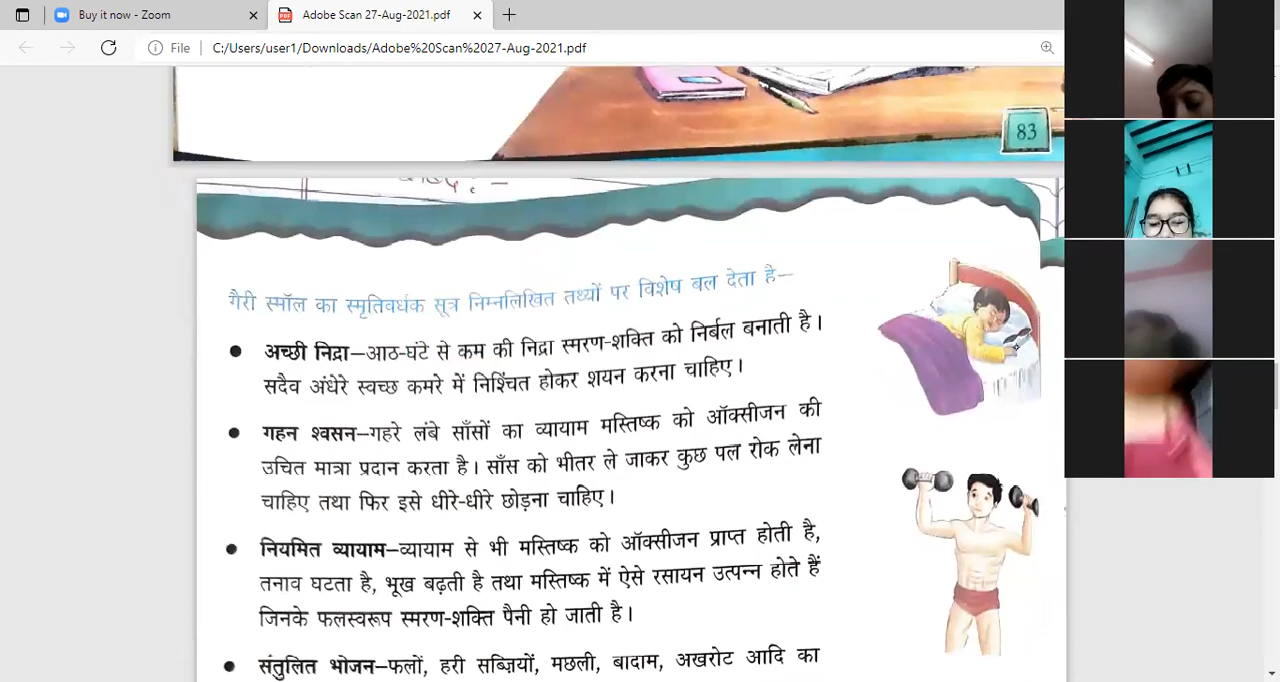 Buy it now - Zoom
Adobe Scan 27-Aug-2021.pdf
File
C:/Users/user1/Downloads/Adobe%20Scan%2027-Aug-2021.pdf
83
गैरी स्मॉल का स्मृतिवर्धक सूत्र निम्नलिखित तथ्यों पर विशेष बल देता है—
• अच्छी निद्रा—आठ-घंटे से कम की निद्रा स्मरण-शक्ति को निर्बल बनाती है।
सदैव अंधेरे स्वच्छ कमरे में निश्चिंत होकर शयन करना चाहिए।
• गहन श्वसन—गहरे लंबे साँसों का व्यायाम मस्तिष्क को ऑक्सीजन की
उचित मात्रा प्रदान करता है। साँस को भीतर ले जाकर कुछ पल रोक लेना
चाहिए तथा फिर इसे धीरे-धीरे छोड़ना चाहिए।
• नियमित व्यायाम—व्यायाम से भी मस्तिष्क को ऑक्सीजन प्राप्त होती है,
तनाव घटता है, भूख बढ़ती है तथा मस्तिष्क में ऐसे रसायन उत्पन्न होते हैं
जिनके फलस्वरूप स्मरण-शक्ति पैनी हो जाती है।
• संतुलित भोजन—फलों, हरी सब्ज़ियों, मछली, बादाम, अखरोट आदि का